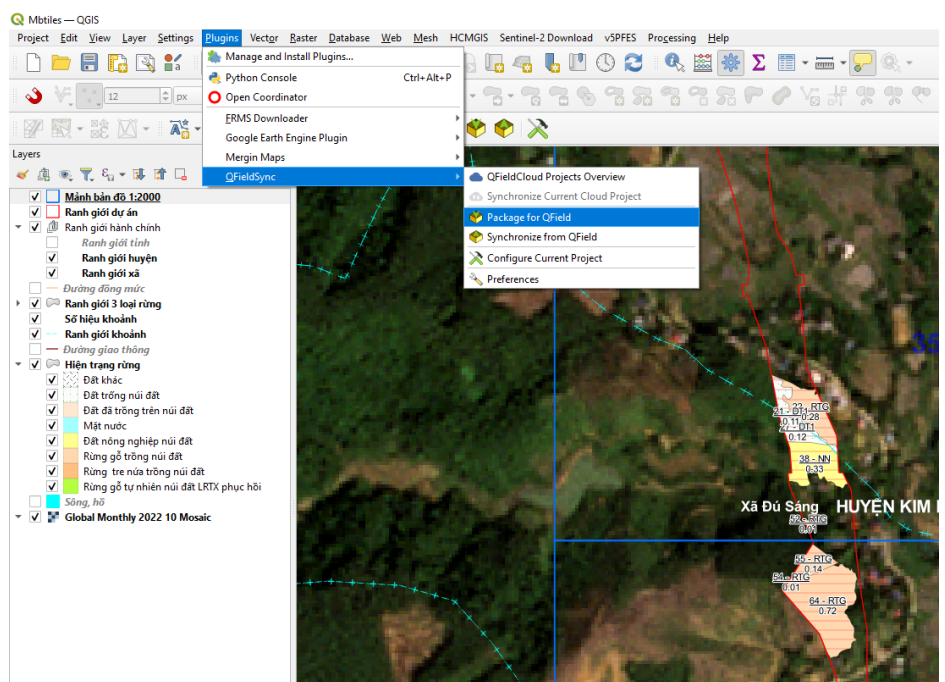 Mbtiles — QGIS
Project Edit View Layer Settings Plugins Vector Raster Database Web Mesh HCMGIS Sentinel-2 Download v5PFES Processing Help
Manage and Install Plugins...
12 px
Python Console Ctrl+Alt+P
Open Coordinator
FRMS Downloader
Google Earth Engine Plugin
Mergin Maps
QFieldSync
QFieldCloud Projects Overview
Synchronize Current Cloud Project
Package for QField
Synchronize from QField
Configure Current Project
Preferences
Layers
Mảnh bản đồ 1:2000
Ranh giới dự án
Ranh giới hành chính
Ranh giới tỉnh
Ranh giới huyện
Ranh giới xã
Đường đồng mức
Ranh giới 3 loại rừng
Số hiệu khoảnh
Ranh giới khoảnh
Đường giao thông
Hiện trạng rừng
Đất khác
Đất trống núi đất
Đất đã trồng trên núi đất
Mặt nước
Đất nông nghiệp núi đất
Rừng gỗ trồng núi đất
Rừng tre nứa trồng núi đất
Rừng gỗ tự nhiên núi đất LRTX phục hồi
Sông, hồ
Global Monthly 2022 10 Mosaic
35
22 - RTG
0.28
21 - DT1
0.11
27 - DT1
0.12
38 - NN
0.33
Xã Đú Sáng
HUYỆN KIM
52 - RTG
0.01
55 - RTG
0.14
54 - RTG
0.01
64 - RTG
0.72